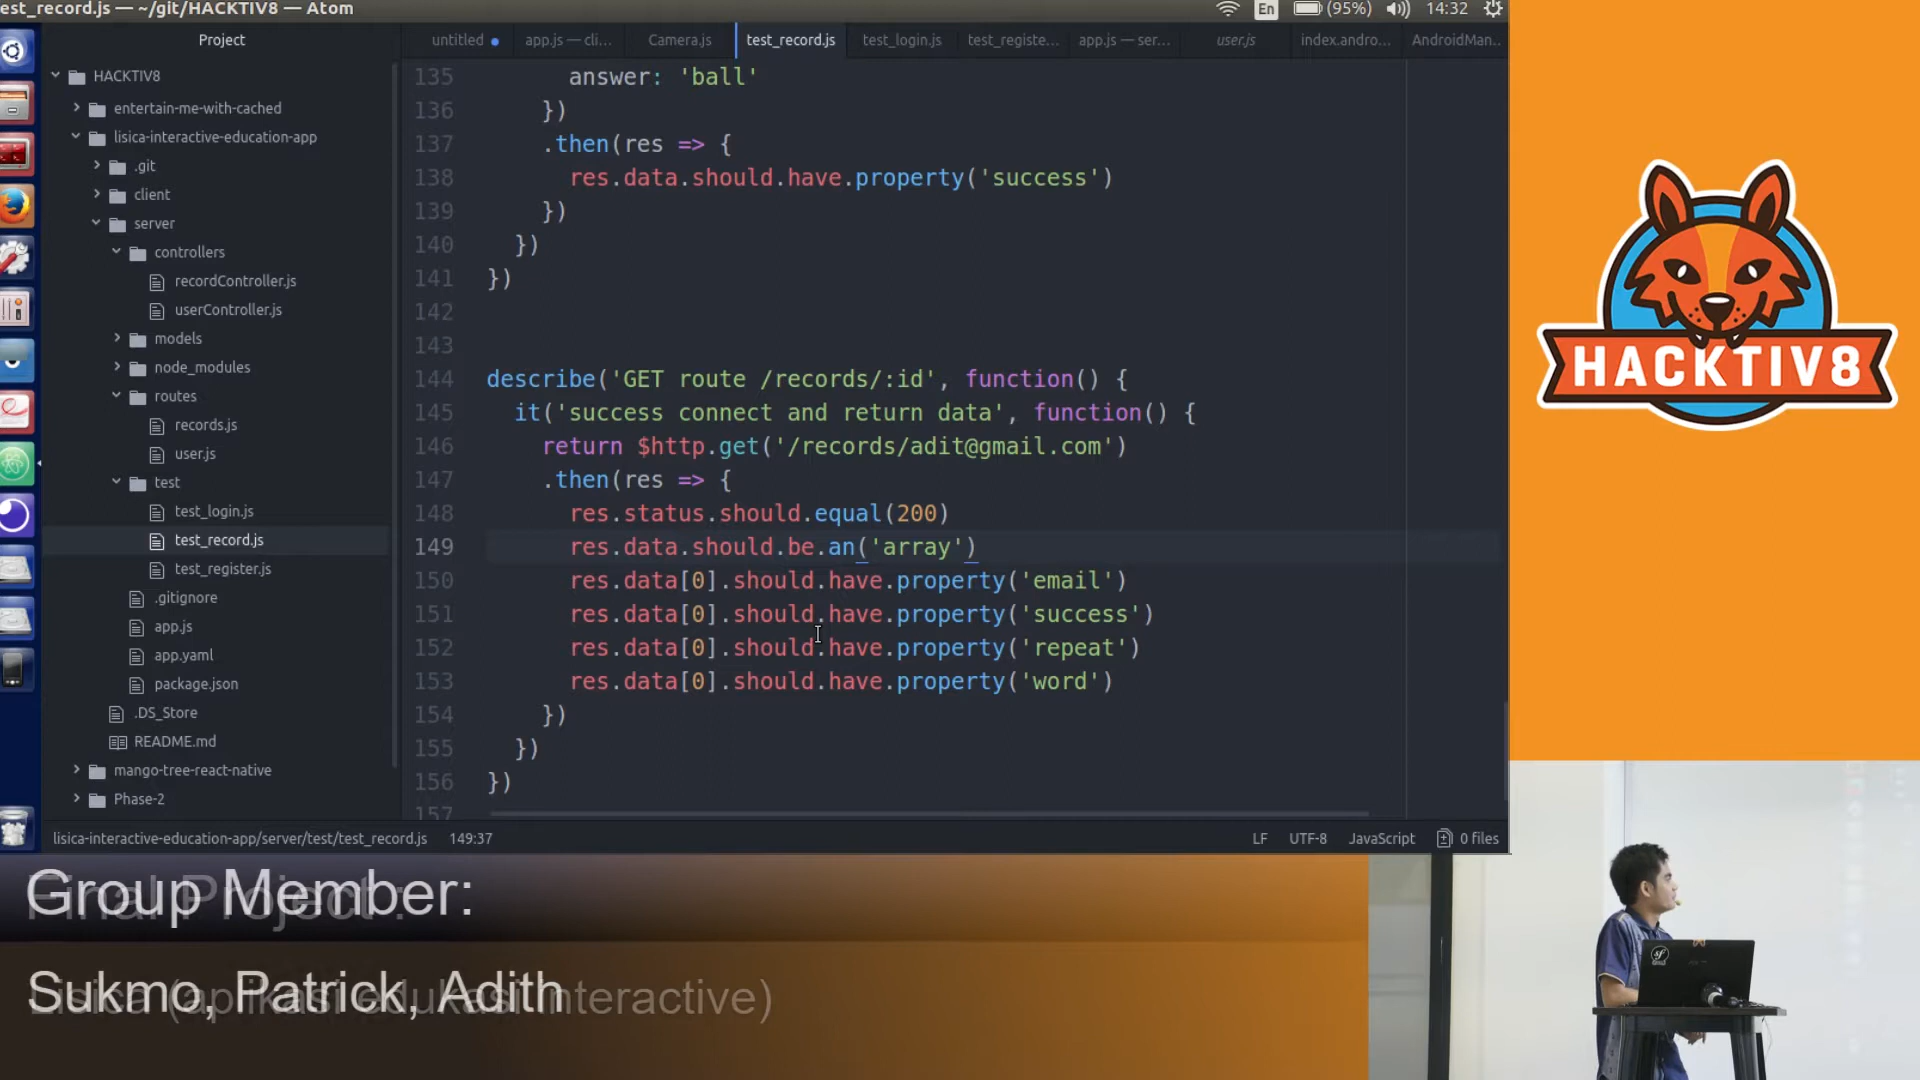 est_record.js — ~/git/HACKTIV8 — Atom
En (95%) 14:32
Project
untitled app.js — cli... Camera.js test_record.js test_login.js test_registe... app.js — ser... user.js index.andro... AndroidMan..
HACKTIV8
entertain-me-with-cached
lisica-interactive-education-app
.git
client
server
controllers
recordController.js
userController.js
models
node_modules
routes
records.js
user.js
test
test_login.js
test_record.js
test_register.js
.gitignore
app.js
app.yaml
package.json
.DS_Store
README.md
mango-tree-react-native
Phase-2
135 answer: 'ball'
136 })
137 .then(res => {
138 res.data.should.have.property('success')
139 })
140 })
141 })
142
143
144 describe('GET route /records/:id', function() {
145 it('success connect and return data', function() {
146 return $http.get('/records/adit@gmail.com')
147 .then(res => {
148 res.status.should.equal(200)
149 res.data.should.be.an('array')
150 res.data[0].should.have.property('email')
151 res.data[0].should.have.property('success')
152 res.data[0].should.have.property('repeat')
153 res.data[0].should.have.property('word')
154 })
155 })
156 })
157
lisica-interactive-education-app/server/test/test_record.js 149:37 LF UTF-8 JavaScript 0 files
HACKTIV8
Group Member:
Final Project :
Sukmo, Patrick, Adith
Lisica (aplikasi edukasi interactive)